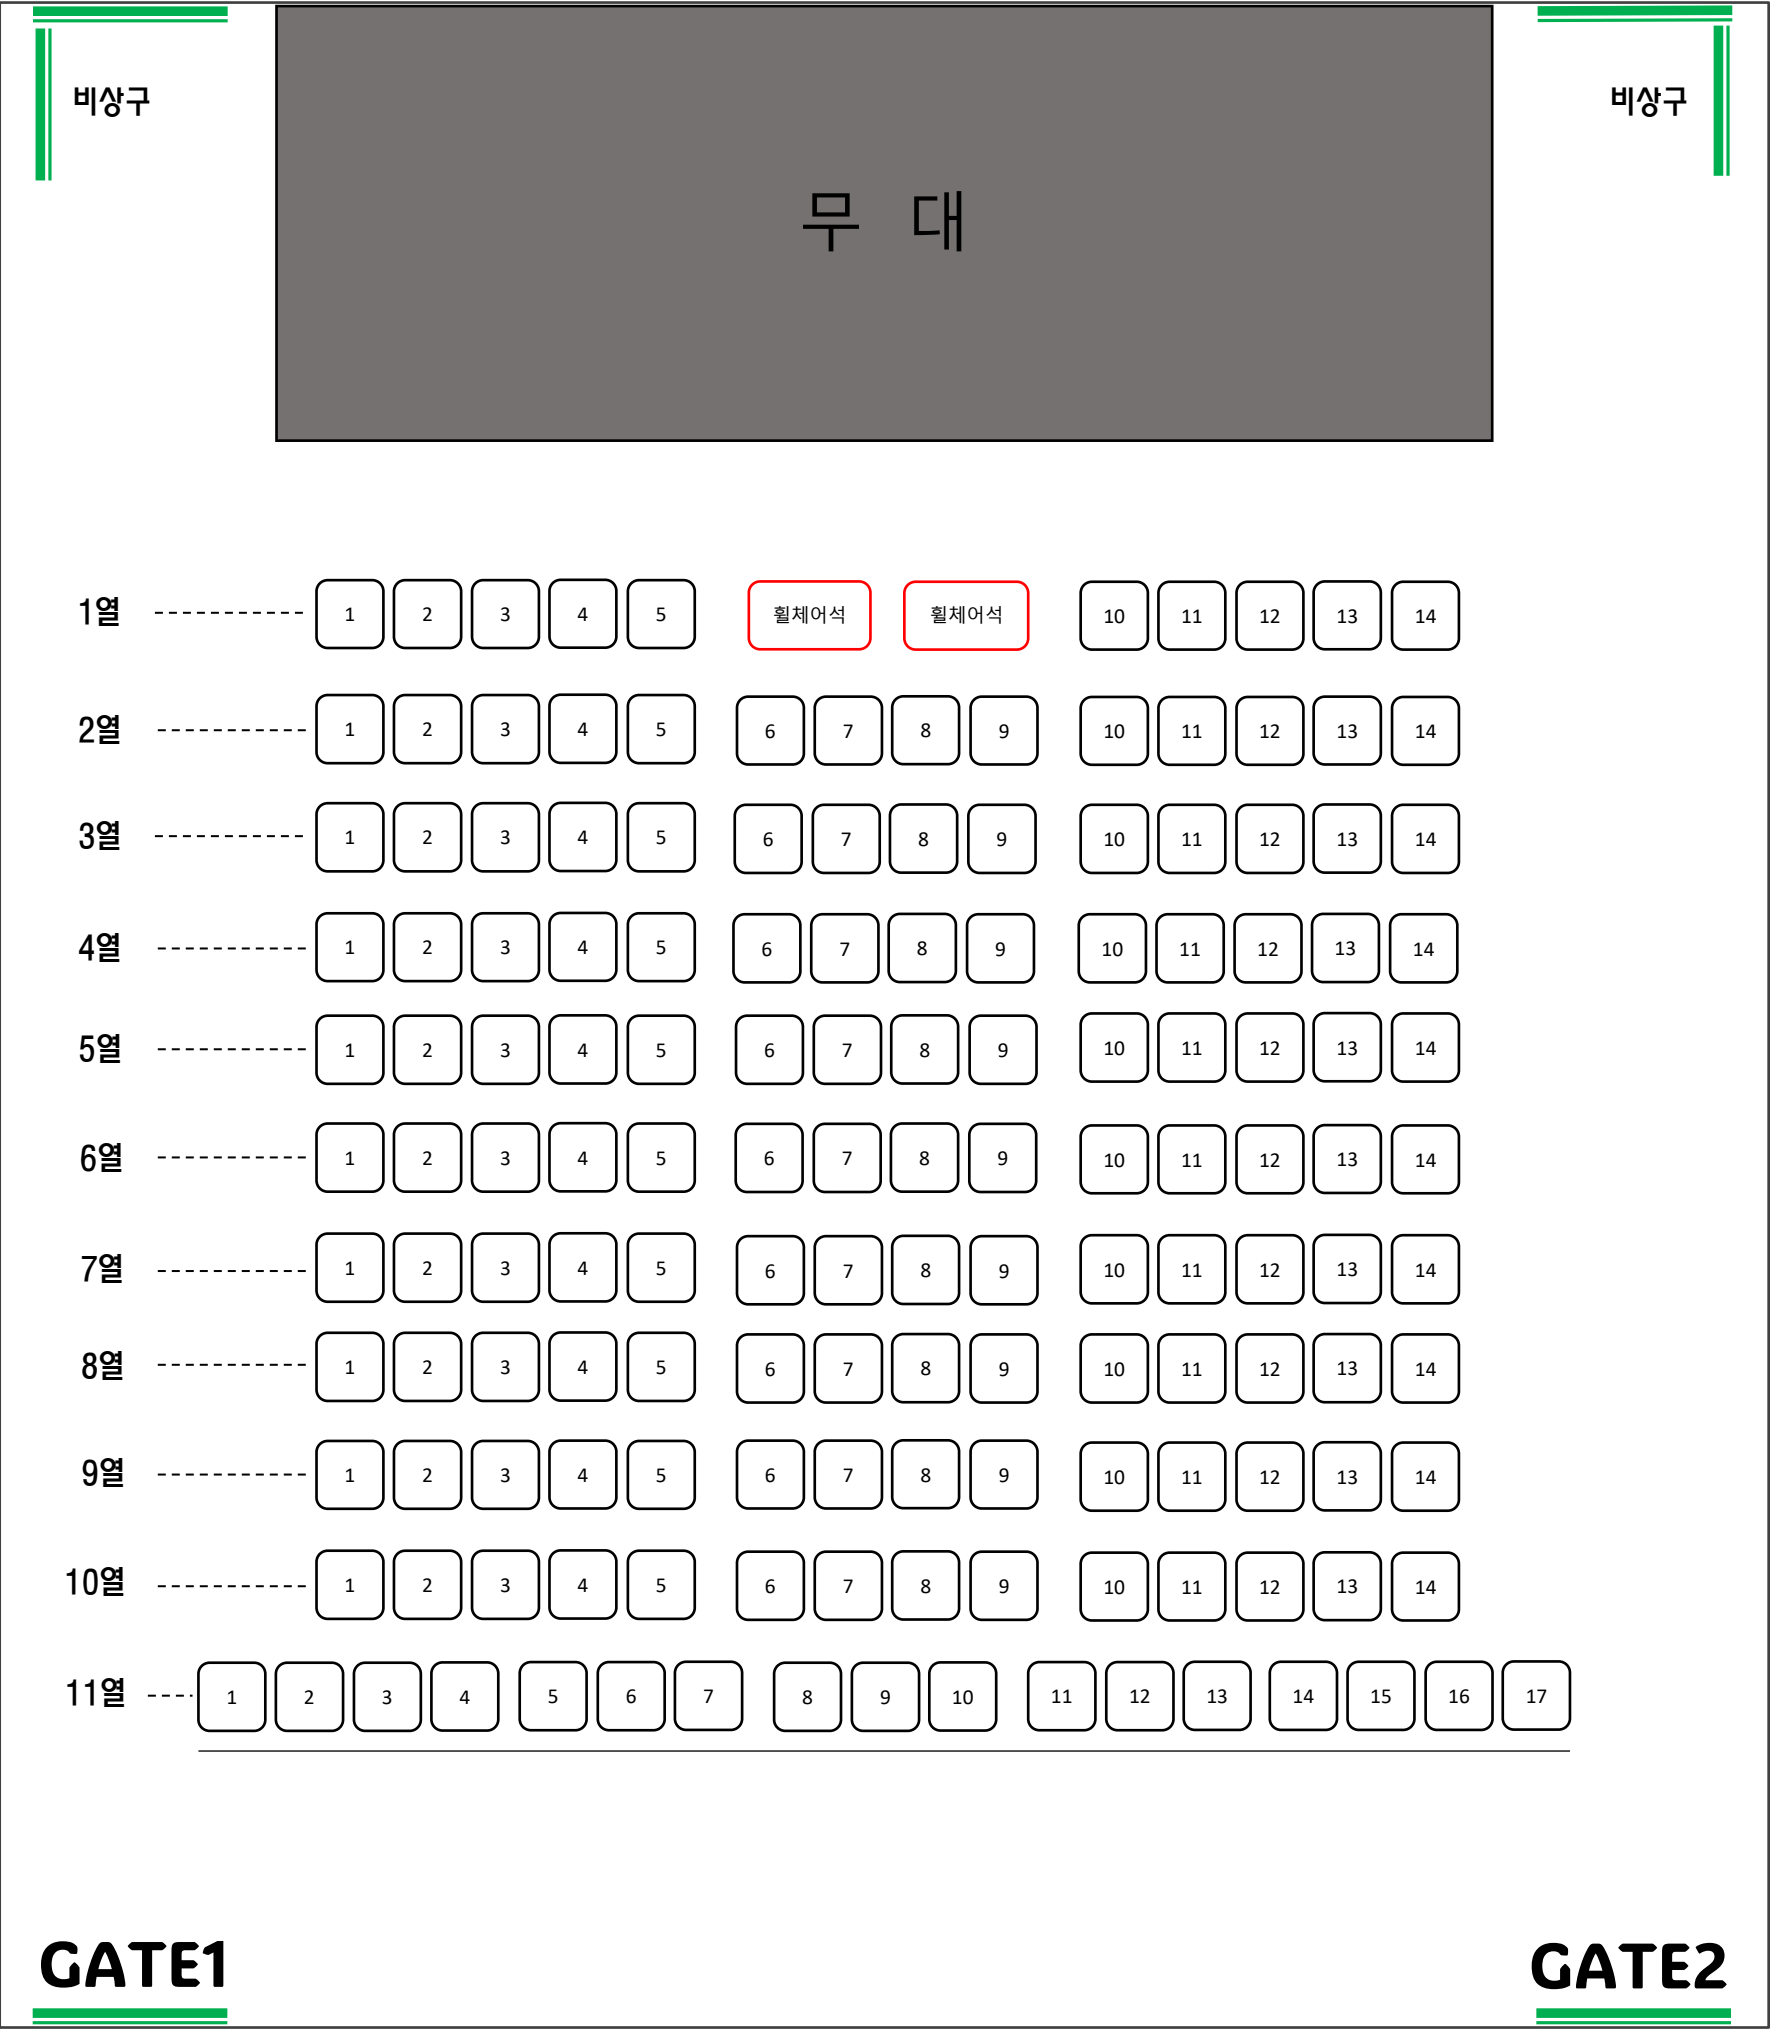 비상구
비상구
무 대
1열 1 2 3 4 5 휠체어석 휠체어석 10 11 12 13 14
2열 1 2 3 4 5 6 7 8 9 10 11 12 13 14
3열 1 2 3 4 5 6 7 8 9 10 11 12 13 14
4열 1 2 3 4 5 6 7 8 9 10 11 12 13 14
5열 1 2 3 4 5 6 7 8 9 10 11 12 13 14
6열 1 2 3 4 5 6 7 8 9 10 11 12 13 14
7열 1 2 3 4 5 6 7 8 9 10 11 12 13 14
8열 1 2 3 4 5 6 7 8 9 10 11 12 13 14
9열 1 2 3 4 5 6 7 8 9 10 11 12 13 14
10열 1 2 3 4 5 6 7 8 9 10 11 12 13 14
11열 1 2 3 4 5 6 7 8 9 10 11 12 13 14 15 16 17
GATE1
GATE2